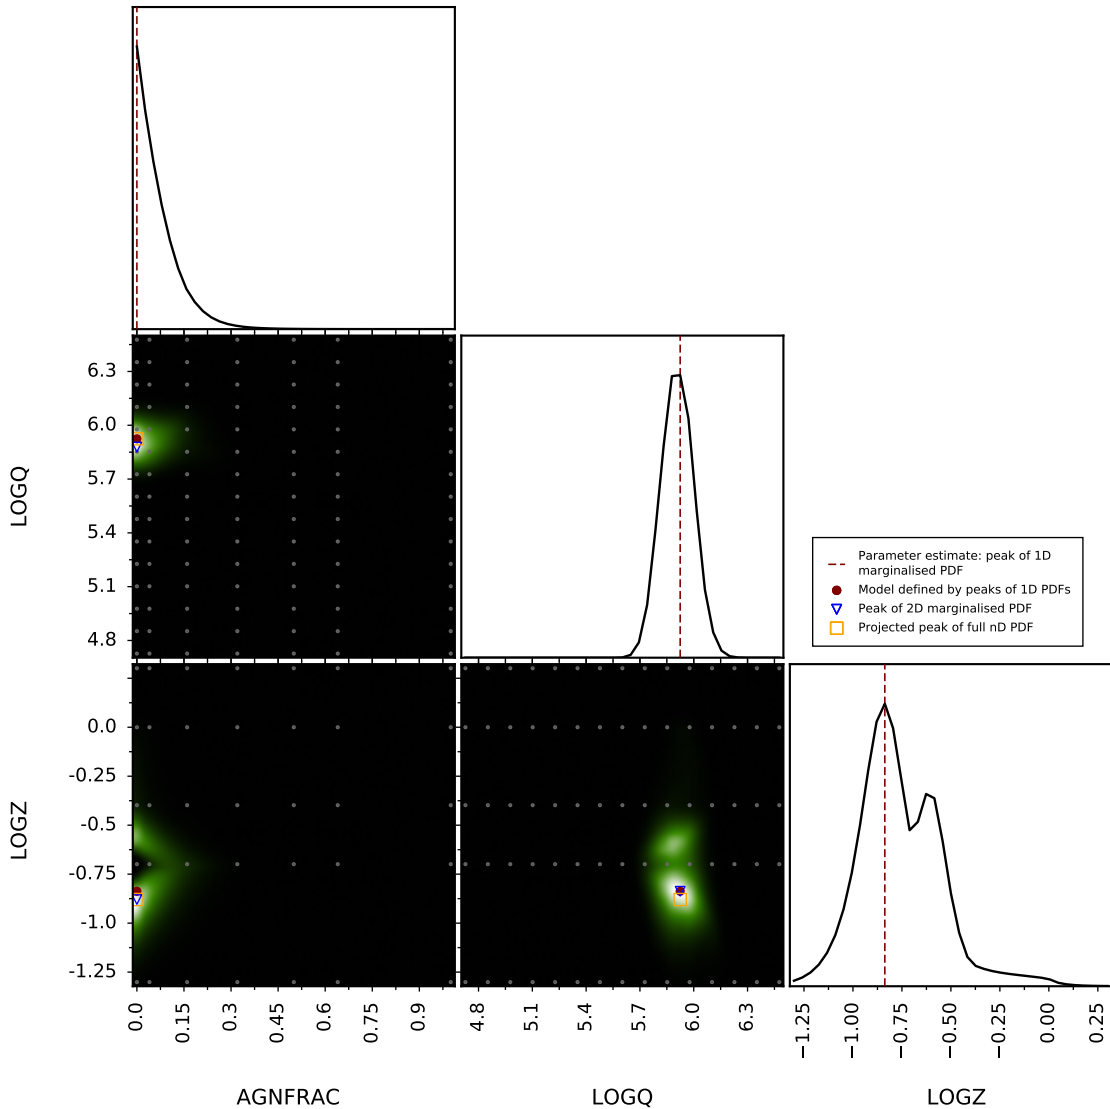 6.3
6.0
5.7
5.4
5.1
4.8
LOGQ
Parameter estimate: peak of 1D
marginalised PDF
Model defined by peaks of 1D PDFs
Peak of 2D marginalised PDF
Projected peak of full nD PDF
0.0
-0.25
-0.5
-0.75
-1.0
-1.25
LOGZ
0.0 0.15 0.3 0.45 0.6 0.75 0.9
4.8 5.1 5.4 5.7 6.0 6.3
−1.25 −1.00 −0.75 −0.50 −0.25 0.00 0.25
AGNFRAC LOGQ LOGZ